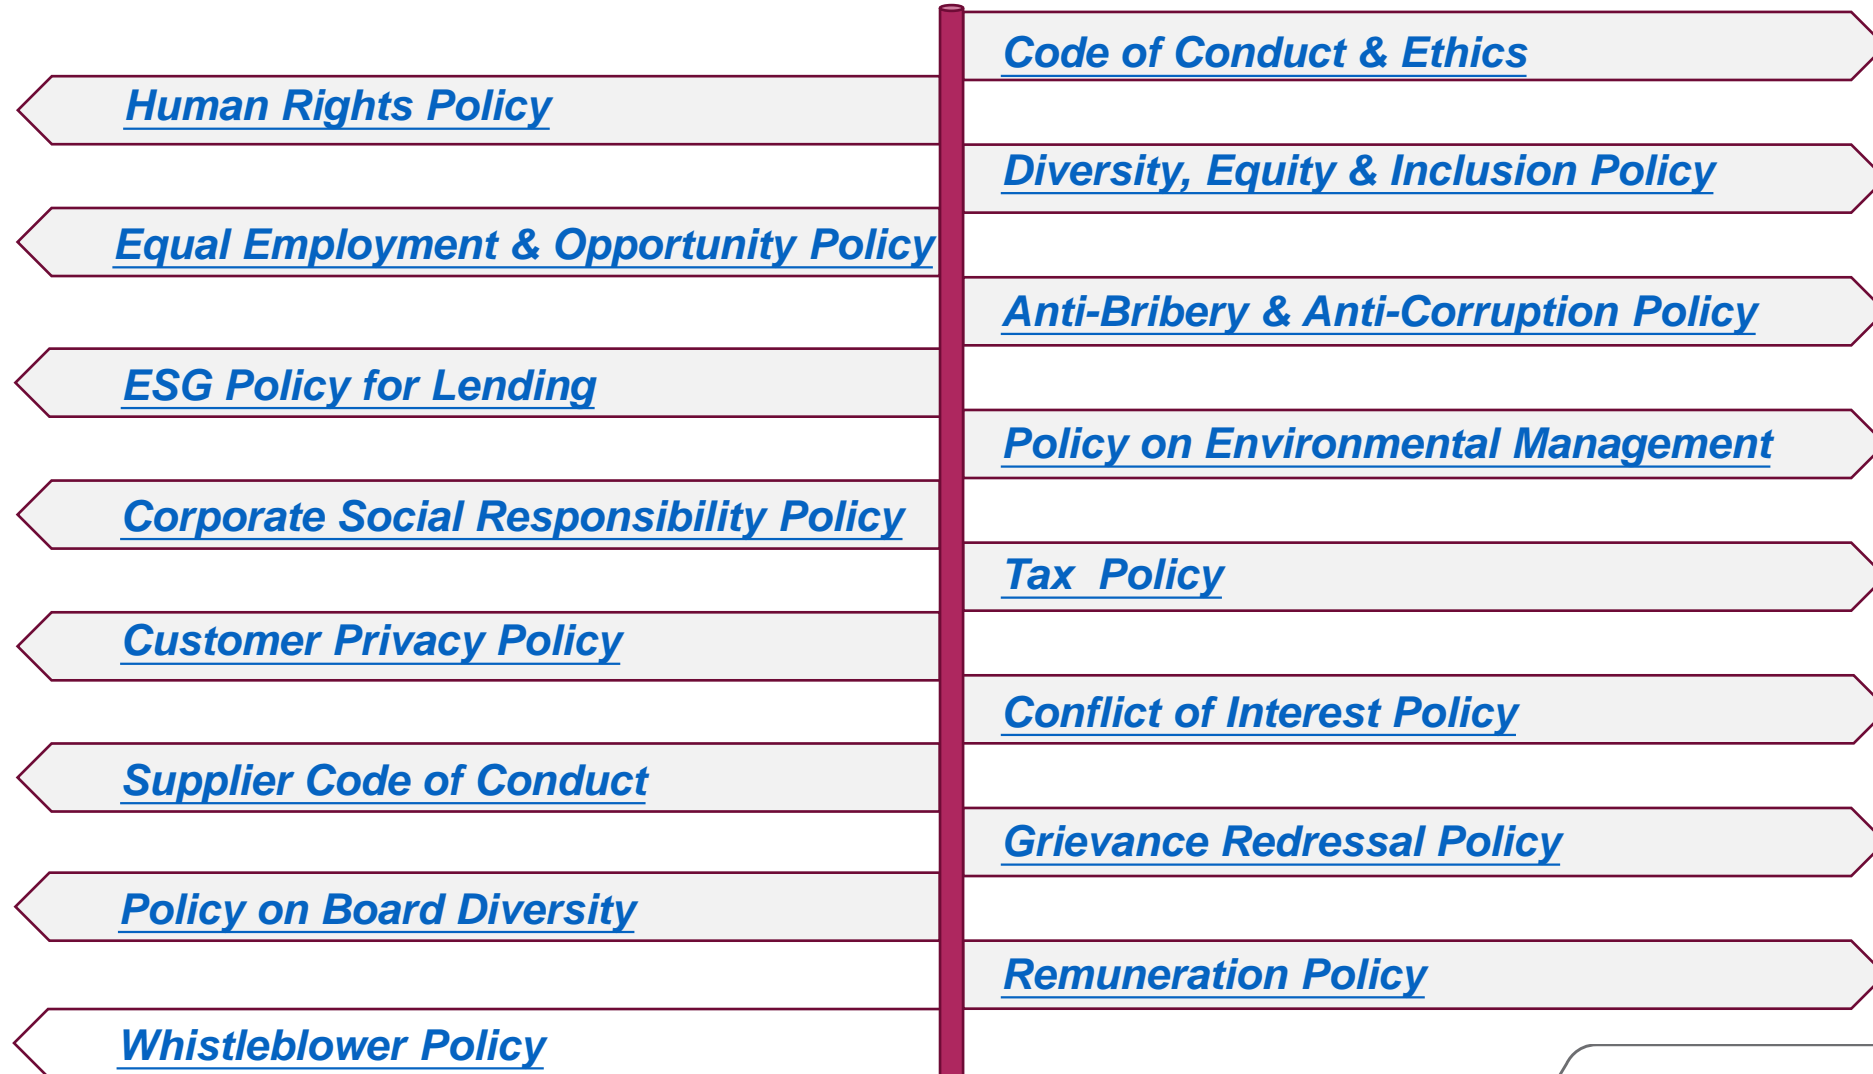 Code of Conduct & Ethics
Human Rights Policy
Diversity, Equity & Inclusion Policy
Equal Employment & Opportunity Policy
Anti-Bribery & Anti-Corruption Policy
ESG Policy for Lending
Policy on Environmental Management
Corporate Social Responsibility Policy
Tax  Policy
Customer Privacy Policy
Conflict of Interest Policy
Supplier Code of Conduct
Grievance Redressal Policy
Policy on Board Diversity
Remuneration Policy
Whistleblower Policy